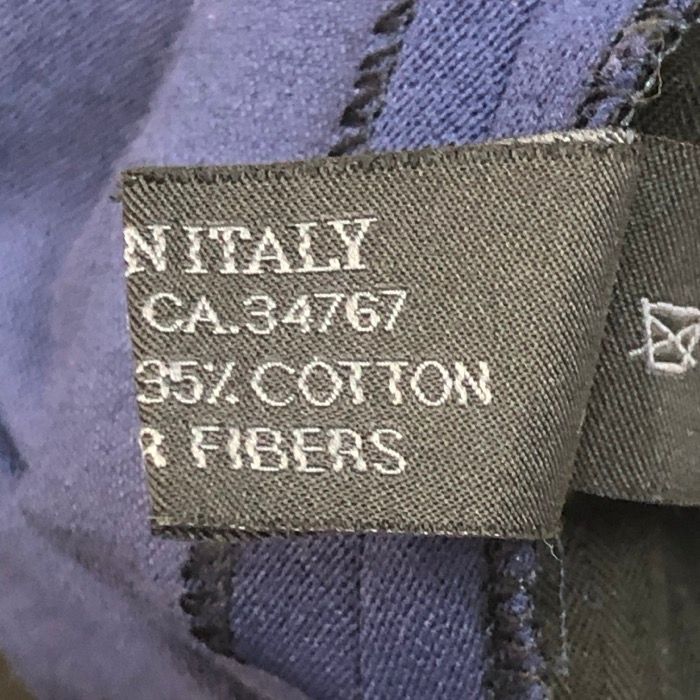 N ITALY
CA.34767
35% COTTON
R FIBERS